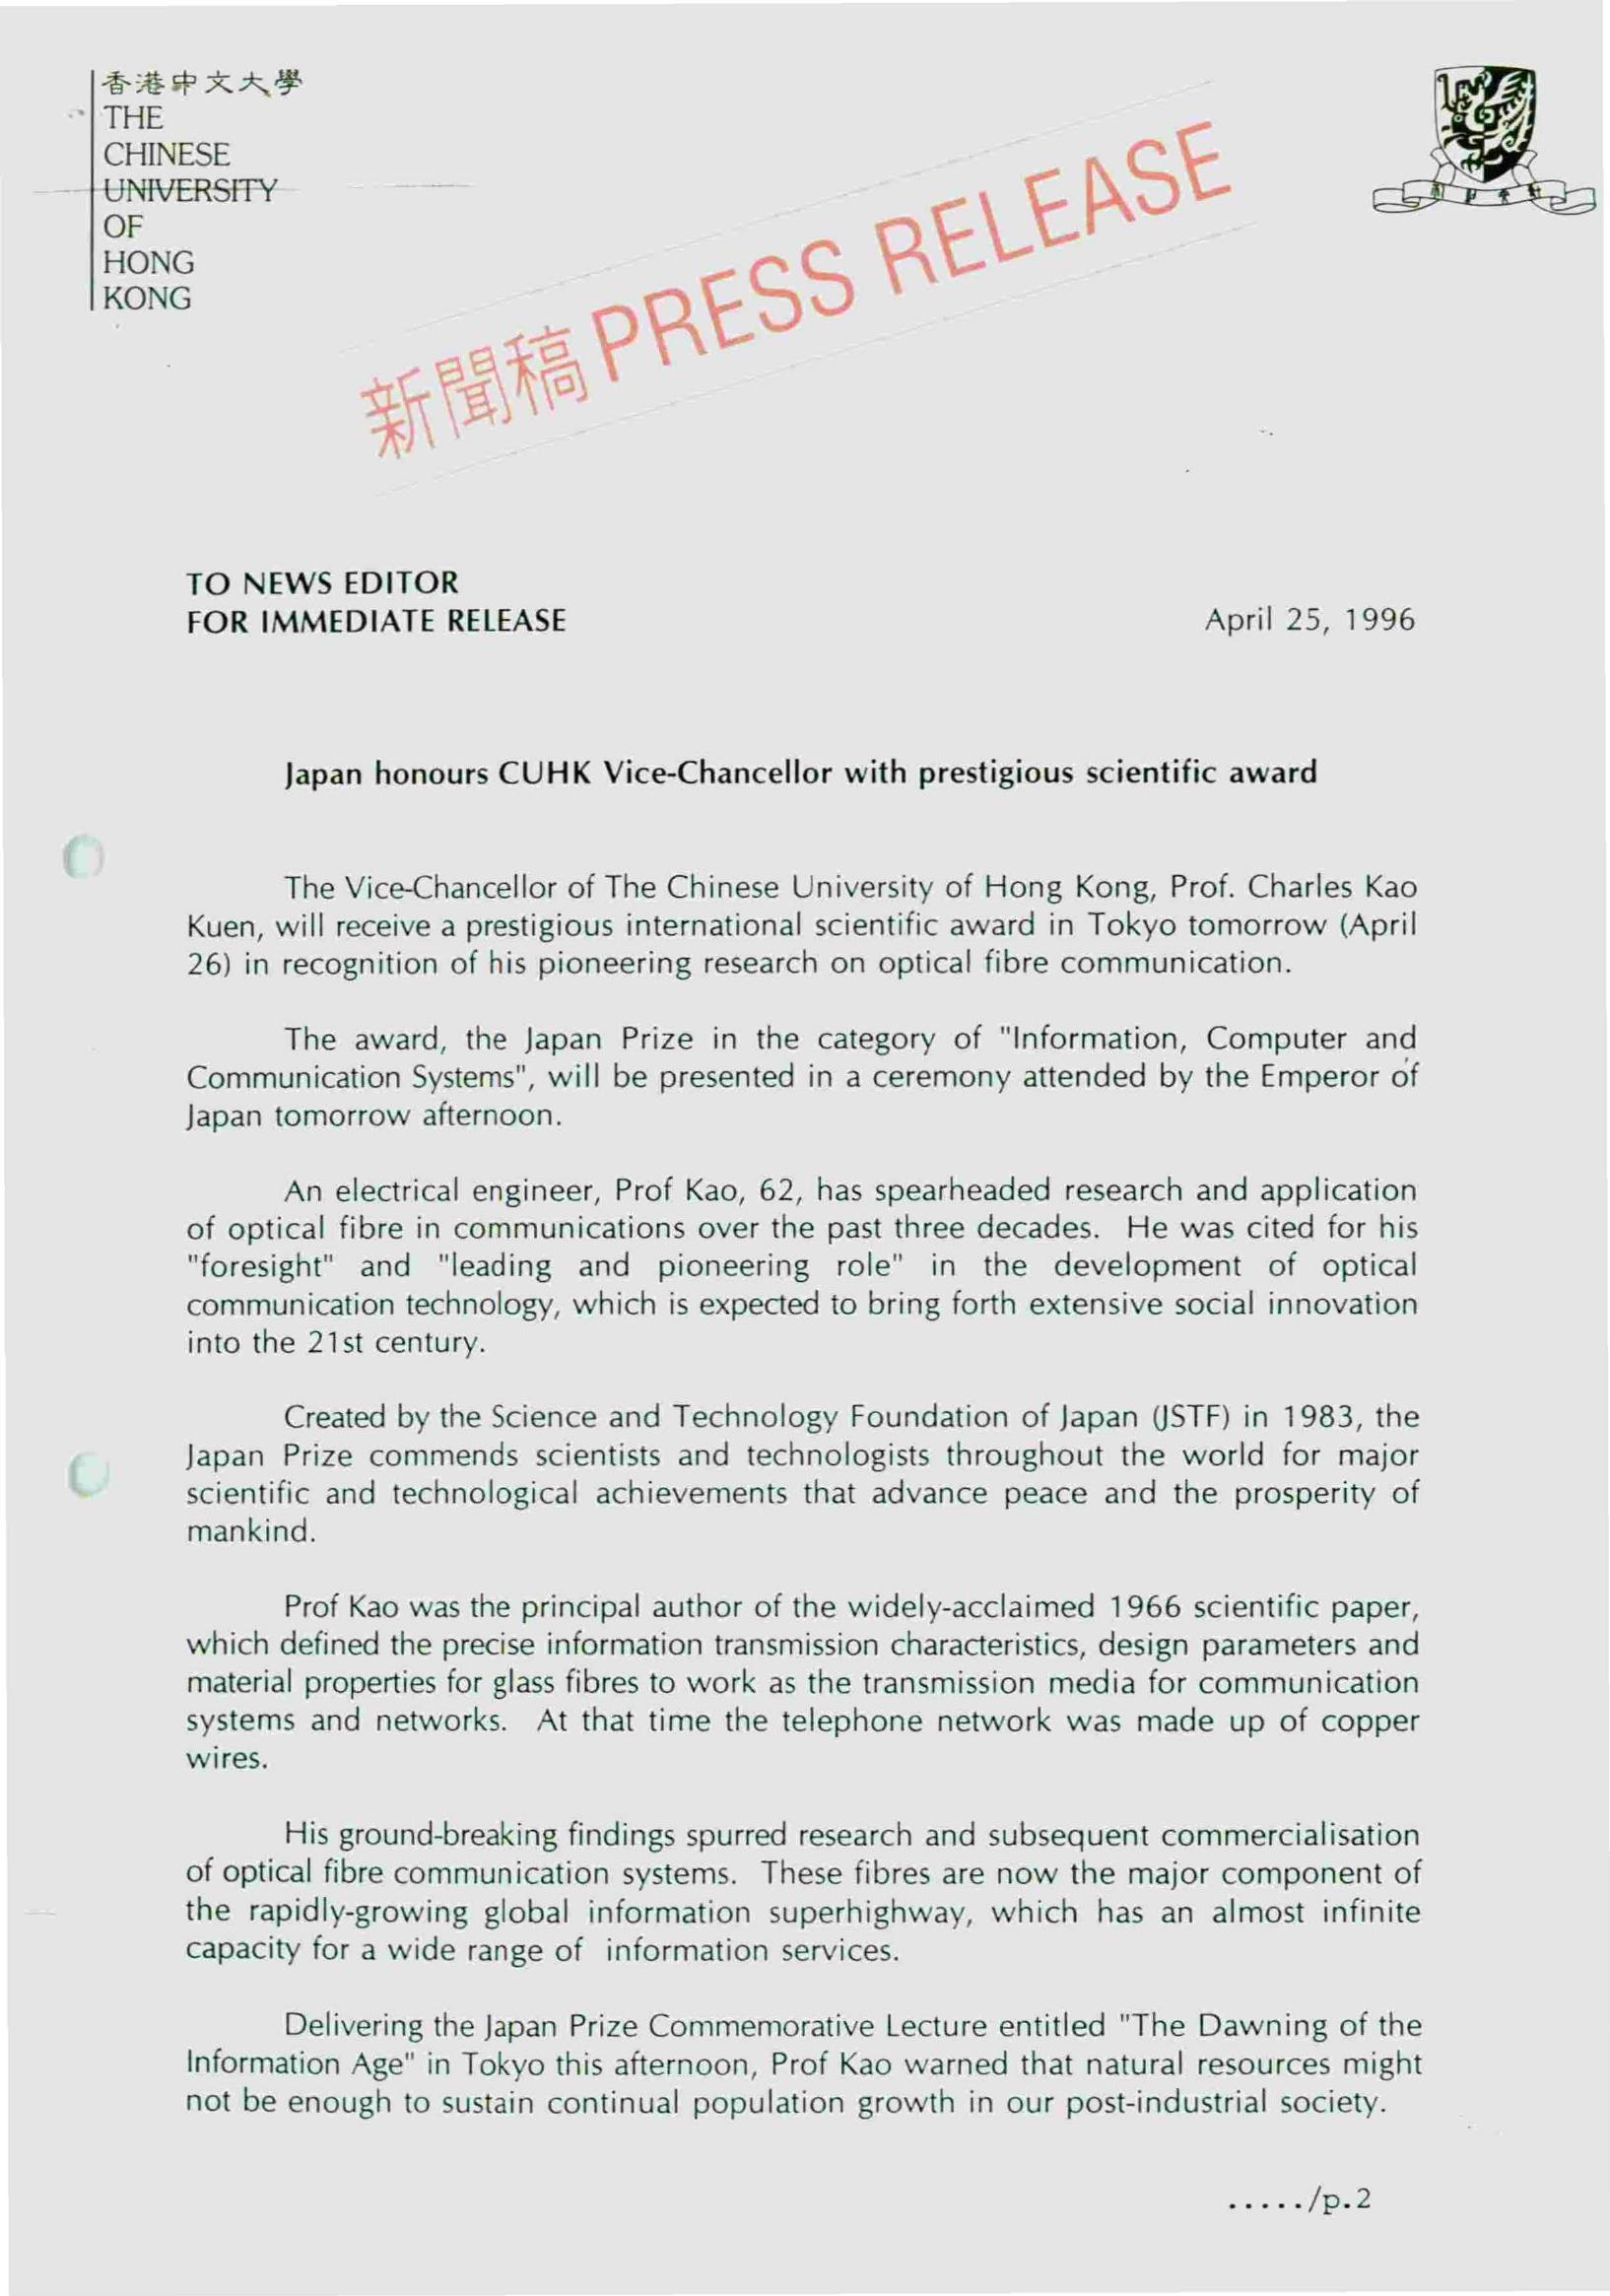 香港中文大學
THE
CHINESE
UNIVERSITY
OF
HONG
KONG
新聞稿 PRESS RELEASE
TO NEWS EDITOR
FOR IMMEDIATE RELEASE
April 25, 1996
Japan honours CUHK Vice-Chancellor with prestigious scientific award
The Vice-Chancellor of The Chinese University of Hong Kong, Prof. Charles Kao
Kuen, will receive a prestigious international scientific award in Tokyo tomorrow (April
26) in recognition of his pioneering research on optical fibre communication.
The award, the Japan Prize in the category of "Information, Computer and
Communication Systems", will be presented in a ceremony attended by the Emperor of
Japan tomorrow afternoon.
An electrical engineer, Prof Kao, 62, has spearheaded research and application
of optical fibre in communications over the past three decades. He was cited for his
"foresight" and "leading and pioneering role" in the development of optical
communication technology, which is expected to bring forth extensive social innovation
into the 21st century.
Created by the Science and Technology Foundation of Japan (JSTF) in 1983, the
Japan Prize commends scientists and technologists throughout the world for major
scientific and technological achievements that advance peace and the prosperity of
mankind.
Prof Kao was the principal author of the widely-acclaimed 1966 scientific paper,
which defined the precise information transmission characteristics, design parameters and
material properties for glass fibres to work as the transmission media for communication
systems and networks. At that time the telephone network was made up of copper
wires.
His ground-breaking findings spurred research and subsequent commercialisation
of optical fibre communication systems. These fibres are now the major component of
the rapidly-growing global information superhighway, which has an almost infinite
capacity for a wide range of information services.
Delivering the Japan Prize Commemorative Lecture entitled "The Dawning of the
Information Age" in Tokyo this afternoon, Prof Kao warned that natural resources might
not be enough to sustain continual population growth in our post-industrial society.
...../p.2